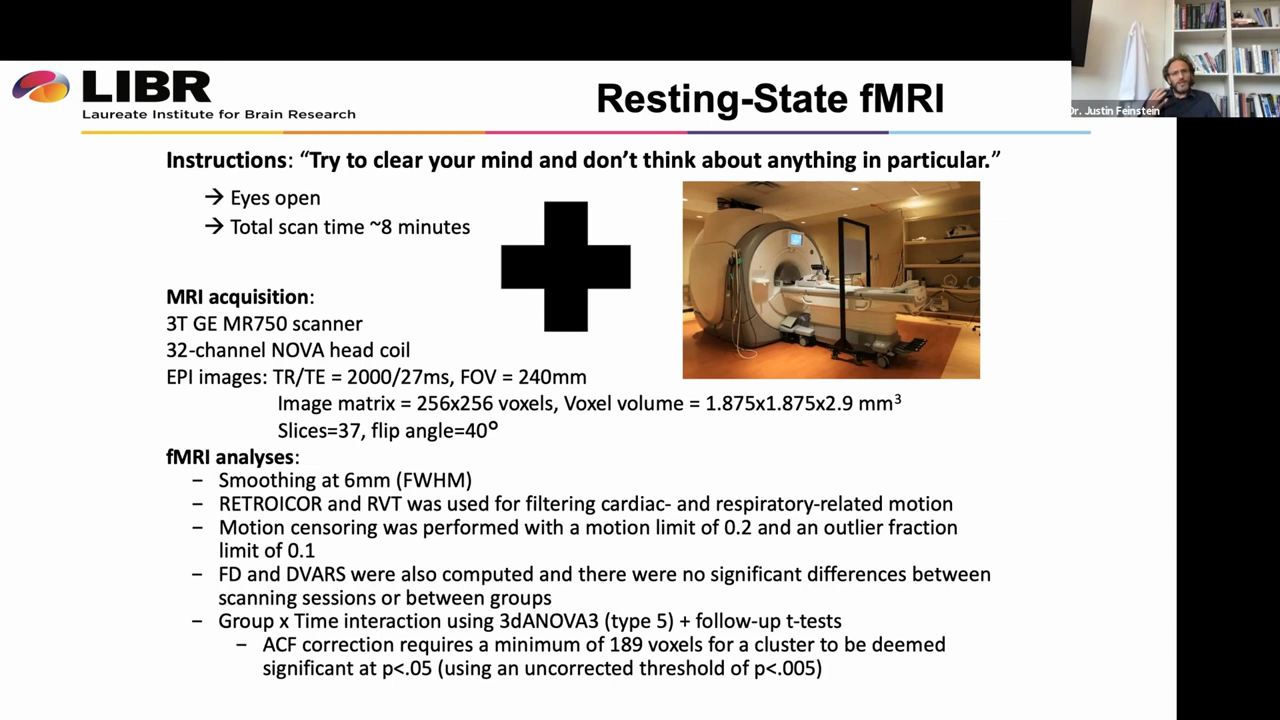 LIBR
Laureate Institute for Brain Research
Resting-State fMRI
Dr. Justin Feinstein
Instructions: “Try to clear your mind and don’t think about anything in particular.”
→ Eyes open
→ Total scan time ~8 minutes
MRI acquisition:
3T GE MR750 scanner
32-channel NOVA head coil
EPI images: TR/TE = 2000/27ms, FOV = 240mm
Image matrix = 256x256 voxels, Voxel volume = 1.875x1.875x2.9 mm³
Slices=37, flip angle=40°
fMRI analyses:
– Smoothing at 6mm (FWHM)
– RETROICOR and RVT was used for filtering cardiac- and respiratory-related motion
– Motion censoring was performed with a motion limit of 0.2 and an outlier fraction
limit of 0.1
– FD and DVARS were also computed and there were no significant differences between
scanning sessions or between groups
– Group x Time interaction using 3dANOVA3 (type 5) + follow-up t-tests
– ACF correction requires a minimum of 189 voxels for a cluster to be deemed
significant at p<.05 (using an uncorrected threshold of p<.005)